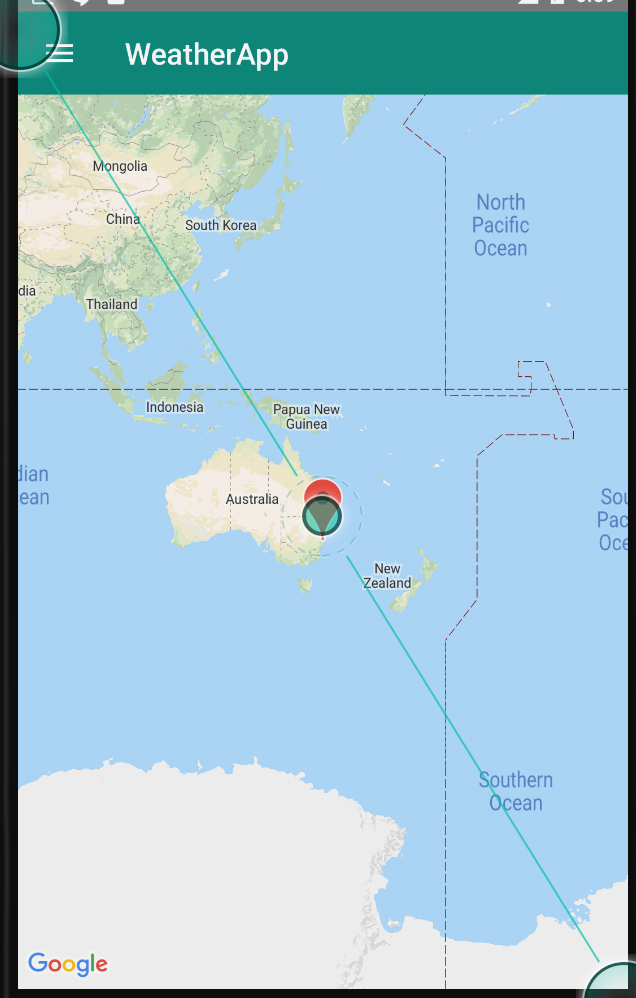 WeatherApp
Mongolia
North
Pacific
Ocean
China
South Korea
dia
Thailand
Indonesia
Papua New
Guinea
dian
ean
Australia
Sou
Pac
Oce
New
Zealand
Southern
Ocean
Google